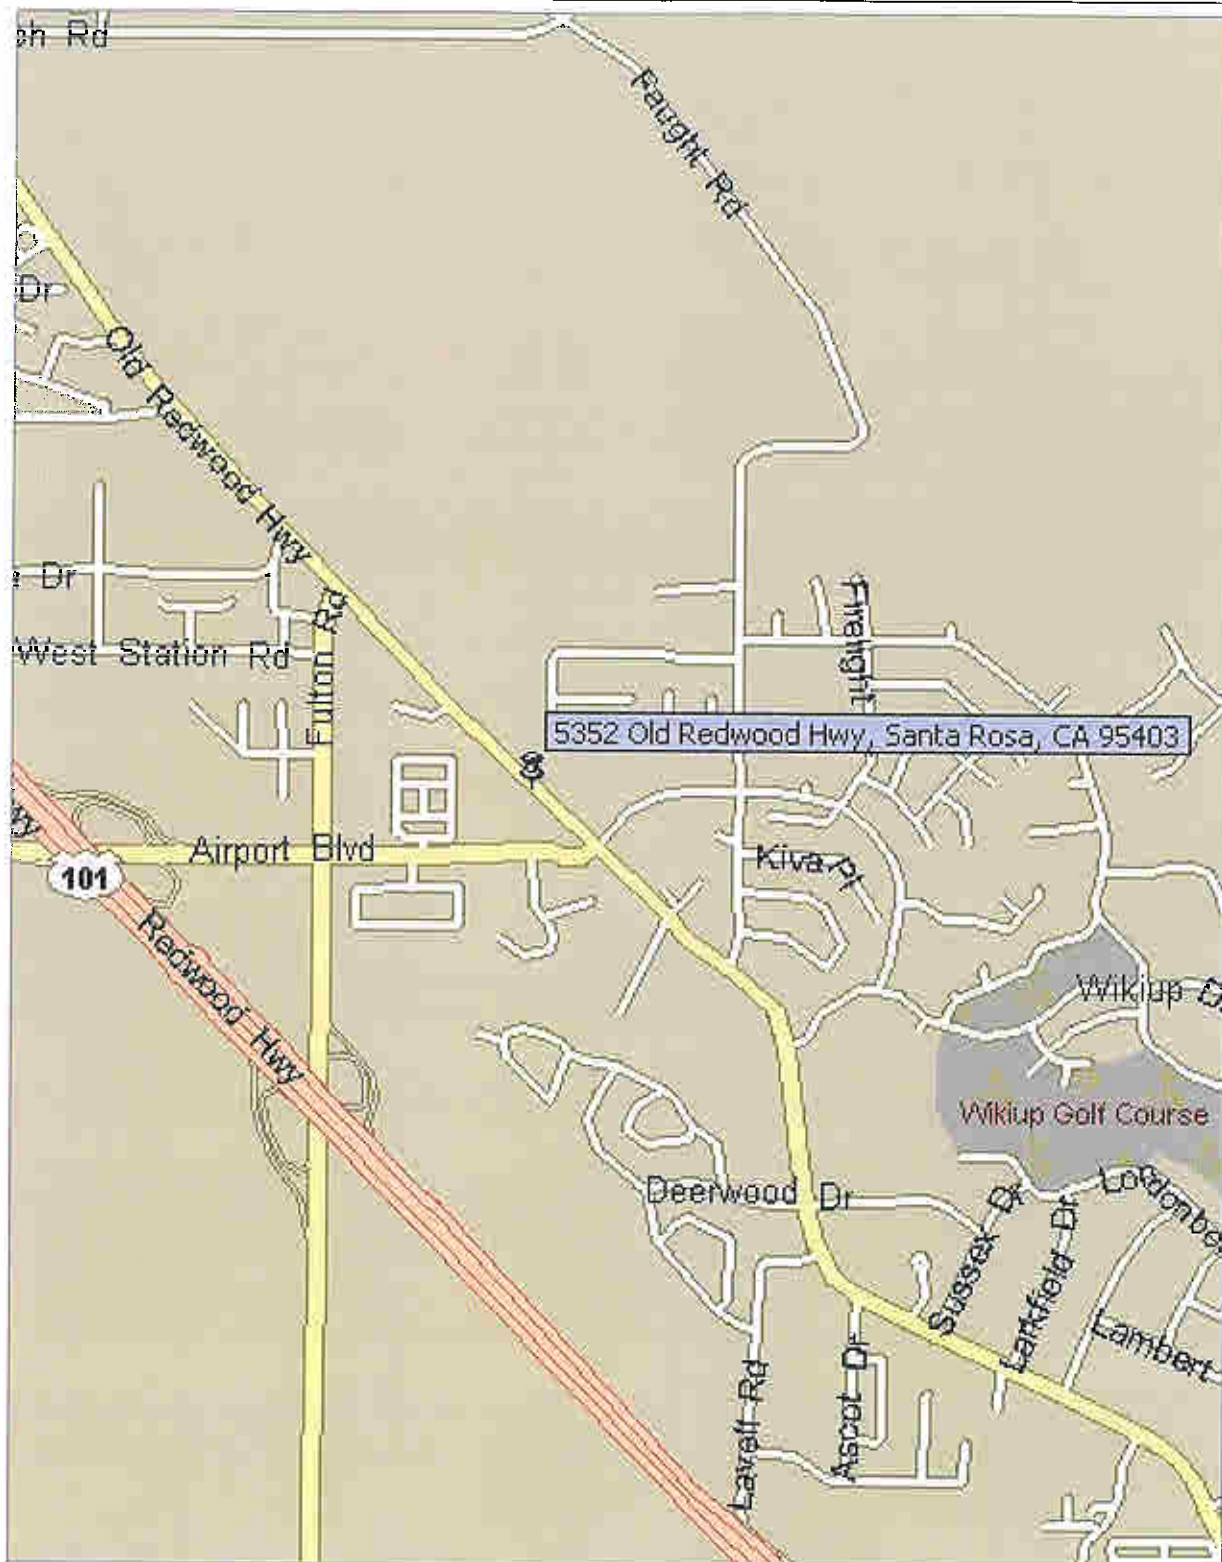 Rd
Faught Rd
Dr
Old Redwood Hwy
Dr
West Station Rd
Fulton Rd
5352 Old Redwood Hwy, Santa Rosa, CA 95403
Airport Blvd
101
Redwood Hwy
Kiva Pl
Wikiup D
Wikiup Golf Course
Deerwood Dr
Sussex Dr
Larkfield Dr
Lambert
Lavell Rd
Ascot Dr